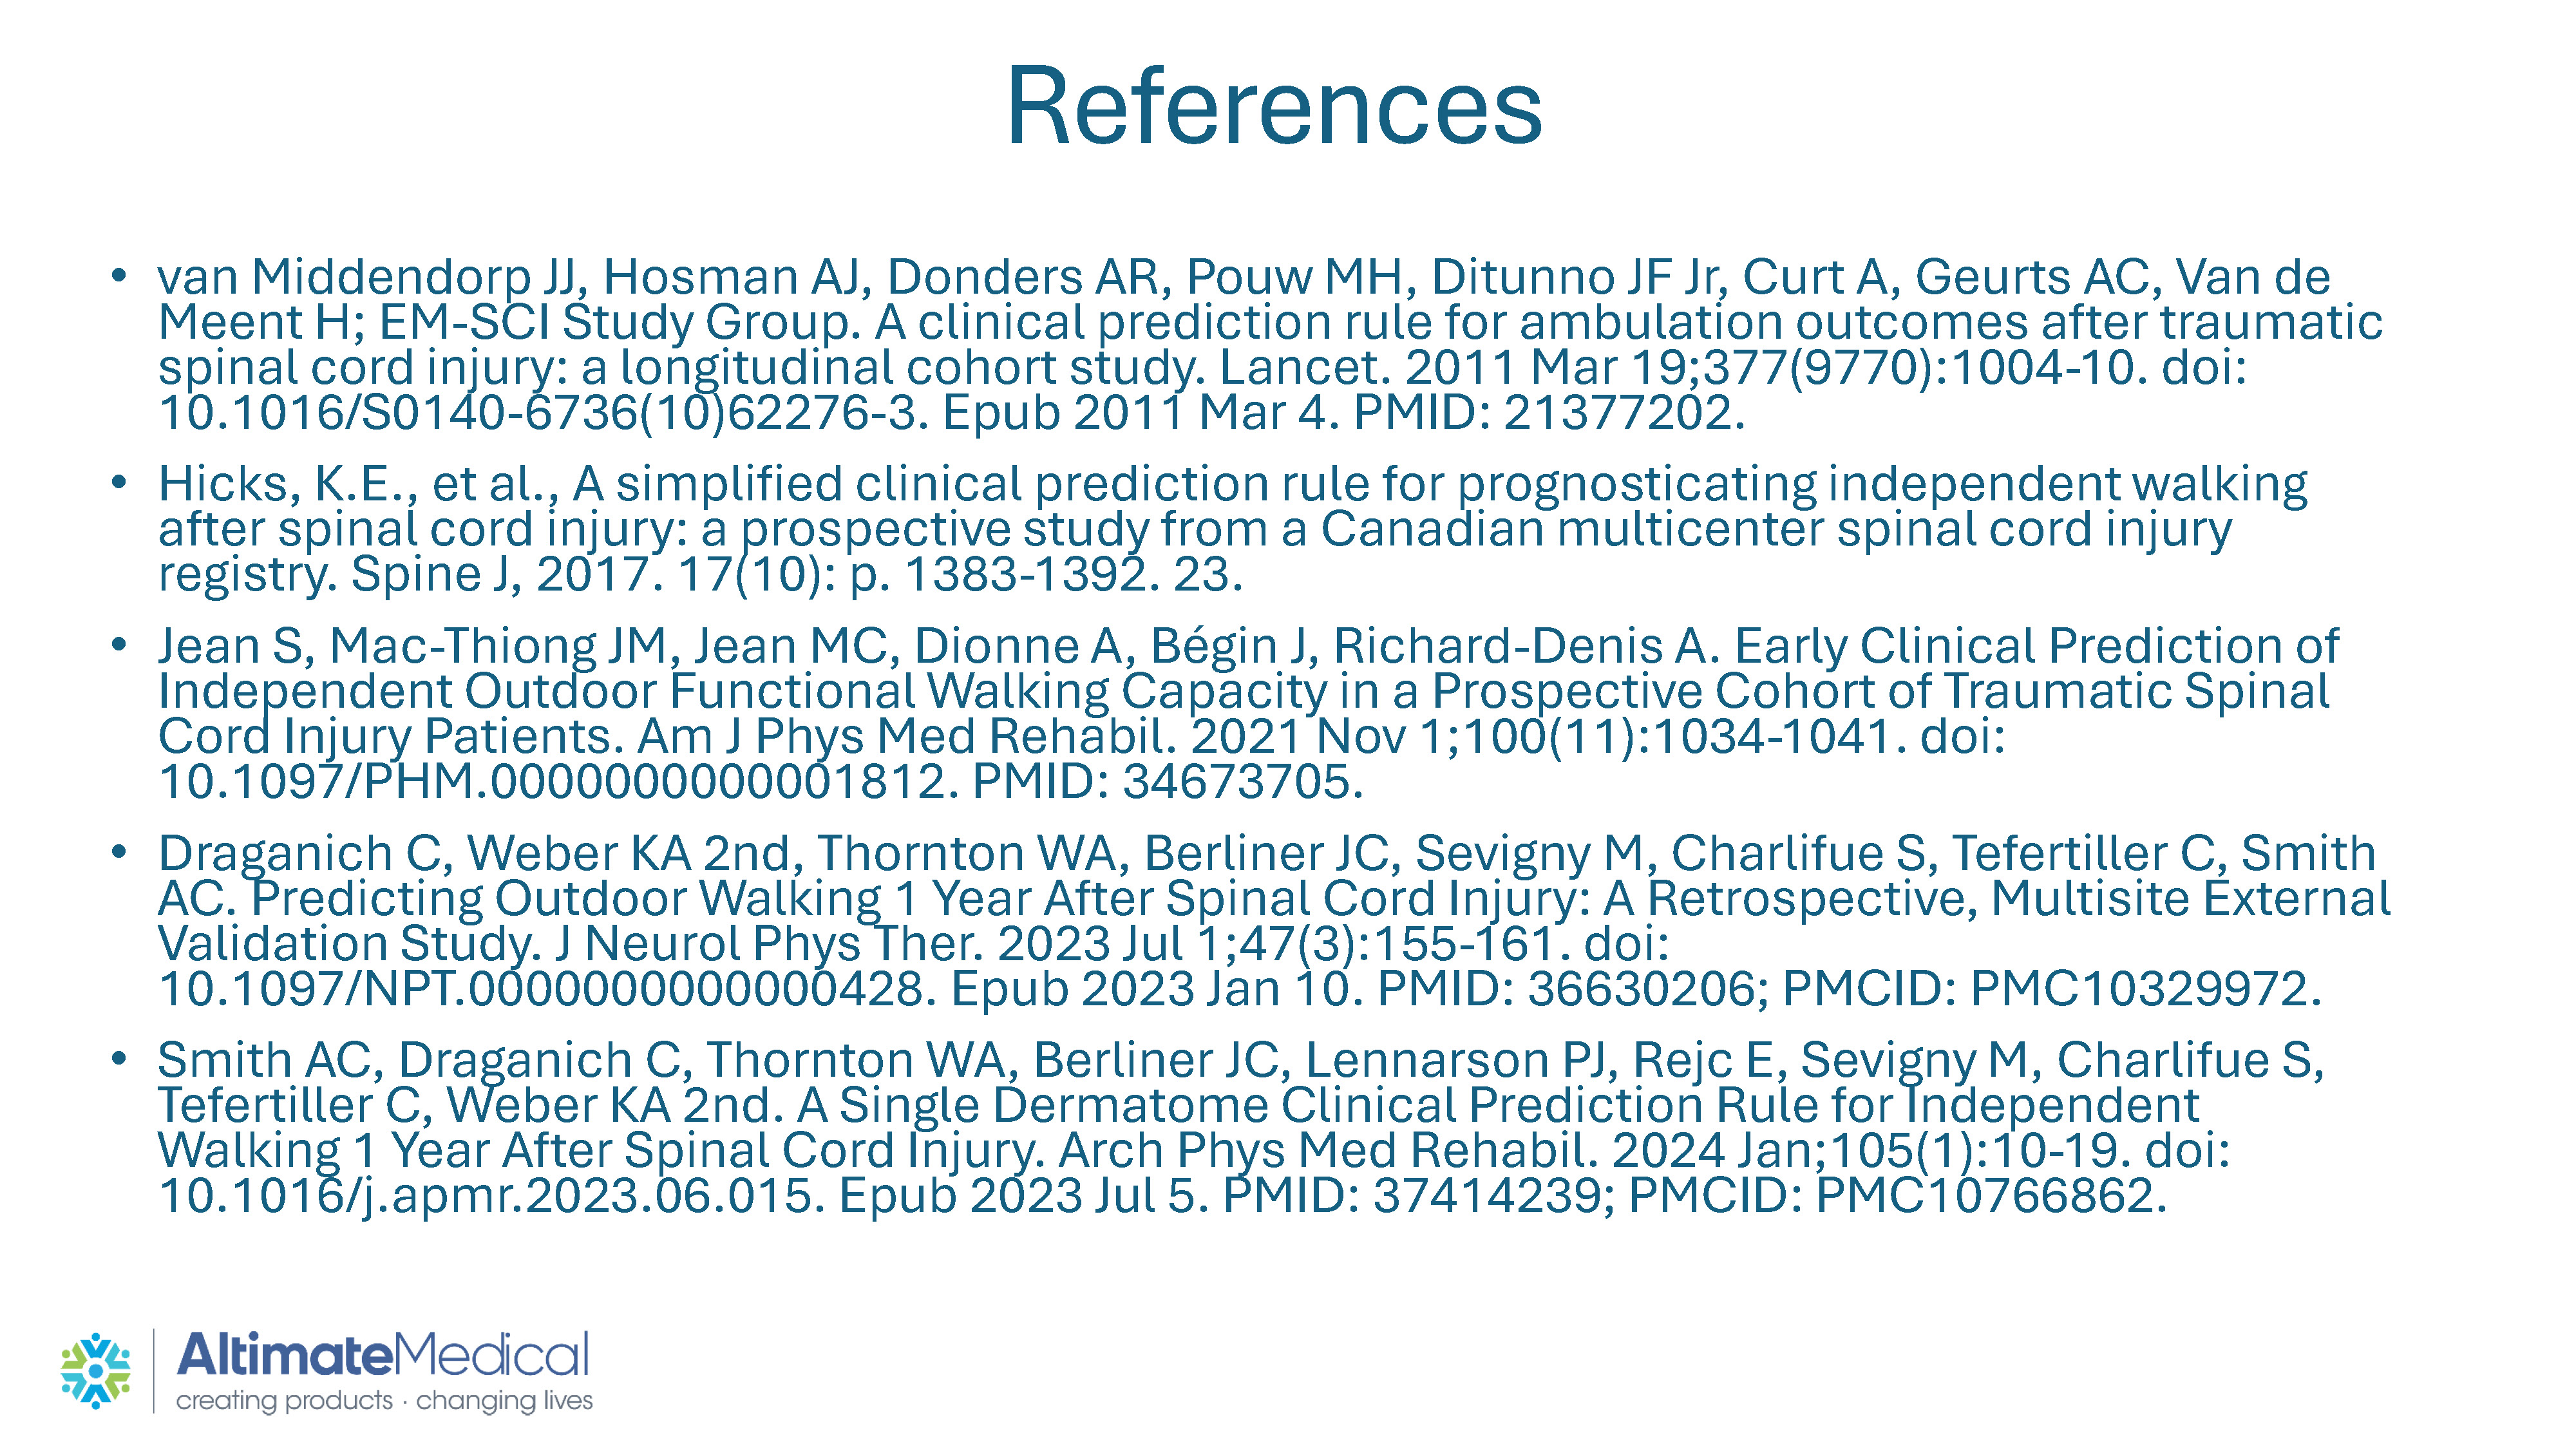 References
• van Middendorp JJ, Hosman AJ, Donders AR, Pouw MH, Ditunno JF Jr, Curt A, Geurts AC, Van de
Meent H; EM-SCI Study Group. A clinical prediction rule for ambulation outcomes after traumatic
spinal cord injury: a longitudinal cohort study. Lancet. 2011 Mar 19;377(9770):1004-10. doi:
10.1016/S0140-6736(10)62276-3. Epub 2011 Mar 4. PMID: 21377202.
• Hicks, K.E., et al., A simplified clinical prediction rule for prognosticating independent walking
after spinal cord injury: a prospective study from a Canadian multicenter spinal cord injury
registry. Spine J, 2017. 17(10): p. 1383-1392. 23.
• Jean S, Mac-Thiong JM, Jean MC, Dionne A, Bégin J, Richard-Denis A. Early Clinical Prediction of
Independent Outdoor Functional Walking Capacity in a Prospective Cohort of Traumatic Spinal
Cord Injury Patients. Am J Phys Med Rehabil. 2021 Nov 1;100(11):1034-1041. doi:
10.1097/PHM.0000000000001812. PMID: 34673705.
• Draganich C, Weber KA 2nd, Thornton WA, Berliner JC, Sevigny M, Charlifue S, Tefertiller C, Smith
AC. Predicting Outdoor Walking 1 Year After Spinal Cord Injury: A Retrospective, Multisite External
Validation Study. J Neurol Phys Ther. 2023 Jul 1;47(3):155-161. doi:
10.1097/NPT.0000000000000428. Epub 2023 Jan 10. PMID: 36630206; PMCID: PMC10329972.
• Smith AC, Draganich C, Thornton WA, Berliner JC, Lennarson PJ, Rejc E, Sevigny M, Charlifue S,
Tefertiller C, Weber KA 2nd. A Single Dermatome Clinical Prediction Rule for Independent
Walking 1 Year After Spinal Cord Injury. Arch Phys Med Rehabil. 2024 Jan;105(1):10-19. doi:
10.1016/j.apmr.2023.06.015. Epub 2023 Jul 5. PMID: 37414239; PMCID: PMC10766862.
AltimateMedical
creating products · changing lives